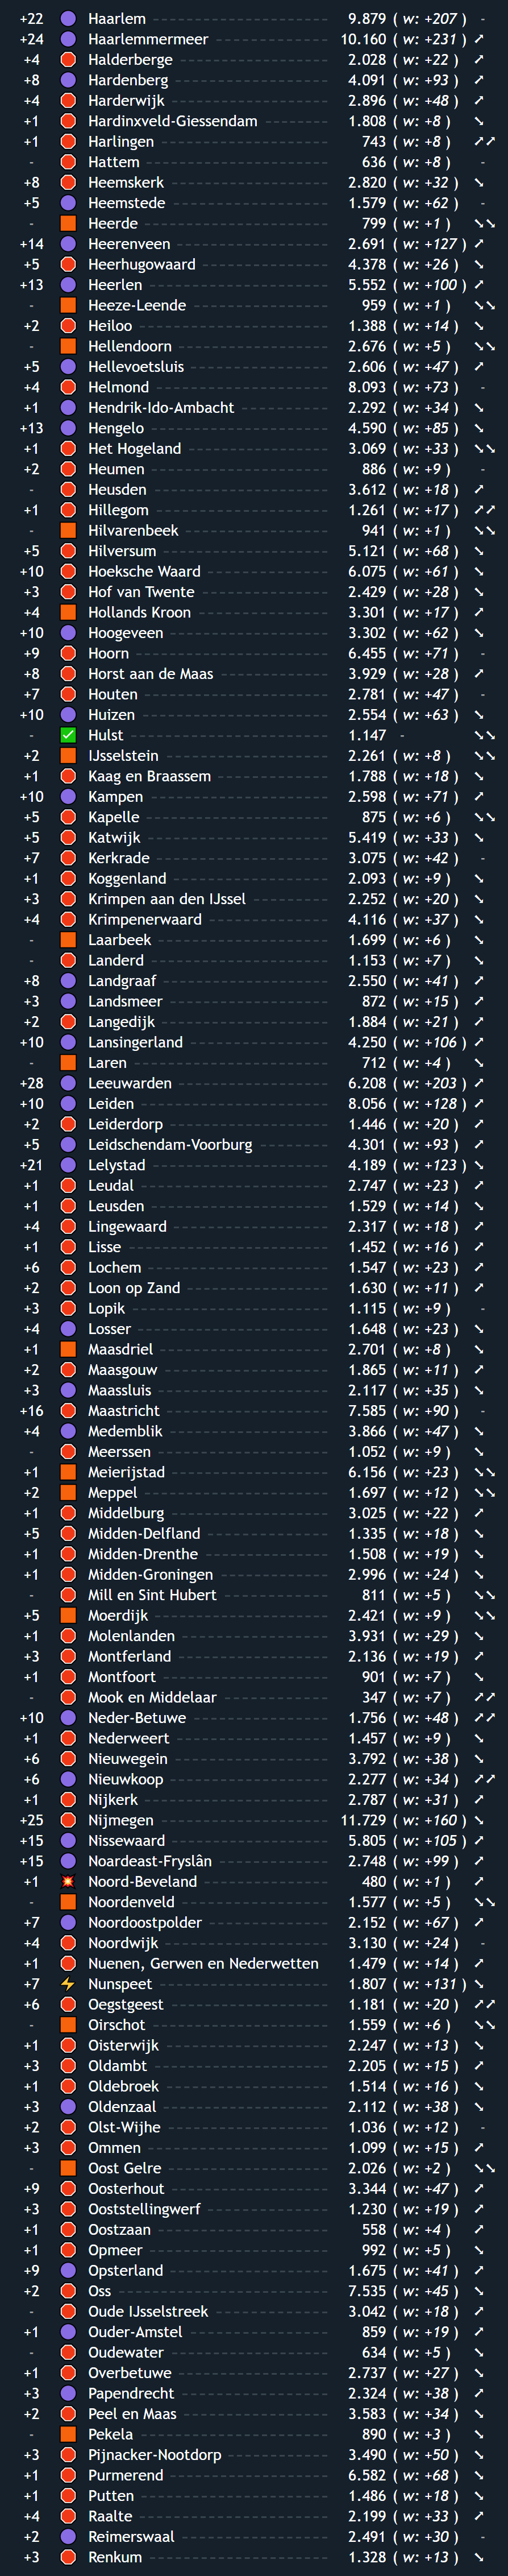 +22 Haarlem 9.879 ( w: +207 ) -
+24 Haarlemmermeer 10.160 ( w: +231 ) ↗
+4 Halderberge 2.028 ( w: +22 ) ↗
+8 Hardenberg 4.091 ( w: +93 ) ↗
+4 Harderwijk 2.896 ( w: +48 ) ↗
+1 Hardinxveld-Giessendam 1.808 ( w: +8 ) ↘
+1 Harlingen 743 ( w: +8 ) ↗↗
- Hattem 636 ( w: +8 ) -
+8 Heemskerk 2.820 ( w: +32 ) ↘
+5 Heemstede 1.579 ( w: +62 ) -
- Heerde 799 ( w: +1 ) ↘↘
+14 Heerenveen 2.691 ( w: +127 ) ↗
+5 Heerhugowaard 4.378 ( w: +26 ) ↘
+13 Heerlen 5.552 ( w: +100 ) ↗
- Heeze-Leende 959 ( w: +1 ) ↘↘
+2 Heiloo 1.388 ( w: +14 ) ↘
- Hellendoorn 2.676 ( w: +5 ) ↘↘
+5 Hellevoetsluis 2.606 ( w: +47 ) ↗
+4 Helmond 8.093 ( w: +73 ) -
+1 Hendrik-Ido-Ambacht 2.292 ( w: +34 ) ↘
+13 Hengelo 4.590 ( w: +85 ) ↘
+1 Het Hogeland 3.069 ( w: +33 ) ↘↘
+2 Heumen 886 ( w: +9 ) -
- Heusden 3.612 ( w: +18 ) ↗
+1 Hillegom 1.261 ( w: +17 ) ↗↗
- Hilvarenbeek 941 ( w: +1 ) ↘↘
+5 Hilversum 5.121 ( w: +68 ) ↘
+10 Hoeksche Waard 6.075 ( w: +61 ) ↘
+3 Hof van Twente 2.429 ( w: +28 ) ↘
+4 Hollands Kroon 3.301 ( w: +17 ) ↗
+10 Hoogeveen 3.302 ( w: +62 ) ↘
+9 Hoorn 6.455 ( w: +71 ) -
+8 Horst aan de Maas 3.929 ( w: +28 ) ↗
+7 Houten 2.781 ( w: +47 ) -
+10 Huizen 2.554 ( w: +63 ) ↘
- Hulst 1.147 - ↘↘
+2 IJsselstein 2.261 ( w: +8 ) ↘↘
+1 Kaag en Braassem 1.788 ( w: +18 ) ↘
+10 Kampen 2.598 ( w: +71 ) ↗
+5 Kapelle 875 ( w: +6 ) ↘↘
+5 Katwijk 5.419 ( w: +33 ) ↘
+7 Kerkrade 3.075 ( w: +42 ) -
+1 Koggenland 2.093 ( w: +9 ) ↘
+3 Krimpen aan den IJssel 2.252 ( w: +20 ) ↘
+4 Krimpenerwaard 4.116 ( w: +37 ) ↘
- Laarbeek 1.699 ( w: +6 ) ↘
- Landerd 1.153 ( w: +7 ) ↘
+8 Landgraaf 2.550 ( w: +41 ) ↗
+3 Landsmeer 872 ( w: +15 ) ↗
+2 Langedijk 1.884 ( w: +21 ) ↗
+10 Lansingerland 4.250 ( w: +106 ) ↗
- Laren 712 ( w: +4 ) ↘
+28 Leeuwarden 6.208 ( w: +203 ) ↗
+10 Leiden 8.056 ( w: +128 ) ↗
+2 Leiderdorp 1.446 ( w: +20 ) ↗
+5 Leidschendam-Voorburg 4.301 ( w: +93 ) ↗
+21 Lelystad 4.189 ( w: +123 ) ↘
+1 Leudal 2.747 ( w: +23 ) ↗
+1 Leusden 1.529 ( w: +14 ) ↘
+4 Lingewaard 2.317 ( w: +18 ) ↗
+1 Lisse 1.452 ( w: +16 ) ↗
+6 Lochem 1.547 ( w: +23 ) ↗
+2 Loon op Zand 1.630 ( w: +11 ) ↗
+3 Lopik 1.115 ( w: +9 ) -
+4 Losser 1.648 ( w: +23 ) ↘
+1 Maasdriel 2.701 ( w: +8 ) ↘
+2 Maasgouw 1.865 ( w: +11 ) ↗
+3 Maassluis 2.117 ( w: +35 ) ↘
+16 Maastricht 7.585 ( w: +90 ) -
+4 Medemblik 3.866 ( w: +47 ) ↘
- Meerssen 1.052 ( w: +9 ) ↘
+1 Meierijstad 6.156 ( w: +23 ) ↘↘
+2 Meppel 1.697 ( w: +12 ) ↘↘
+1 Middelburg 3.025 ( w: +22 ) ↗
+5 Midden-Delfland 1.335 ( w: +18 ) ↘
+1 Midden-Drenthe 1.508 ( w: +19 ) ↘
+1 Midden-Groningen 2.996 ( w: +24 ) ↘
- Mill en Sint Hubert 811 ( w: +5 ) ↘↘
+5 Moerdijk 2.421 ( w: +9 ) ↘↘
+1 Molenlanden 3.931 ( w: +29 ) ↘
+3 Montferland 2.136 ( w: +19 ) ↗
+1 Montfoort 901 ( w: +7 ) ↘
- Mook en Middelaar 347 ( w: +7 ) ↗↗
+10 Neder-Betuwe 1.756 ( w: +48 ) ↗↗
+1 Nederweert 1.457 ( w: +9 ) ↘
+6 Nieuwegein 3.792 ( w: +38 ) ↘
+6 Nieuwkoop 2.277 ( w: +34 ) ↗↗
+1 Nijkerk 2.787 ( w: +31 ) ↗
+25 Nijmegen 11.729 ( w: +160 ) ↘
+15 Nissewaard 5.805 ( w: +105 ) ↗
+15 Noardeast-Fryslân 2.748 ( w: +99 ) ↗
+1 Noord-Beveland 480 ( w: +1 ) ↗
- Noordenveld 1.577 ( w: +5 ) ↘↘
+7 Noordoostpolder 2.152 ( w: +67 ) ↗
+4 Noordwijk 3.130 ( w: +24 ) -
+1 Nuenen, Gerwen en Nederwetten 1.479 ( w: +14 ) ↗
+7 Nunspeet 1.807 ( w: +131 ) ↘
+6 Oegstgeest 1.181 ( w: +20 ) ↗↗
- Oirschot 1.559 ( w: +6 ) ↘↘
+1 Oisterwijk 2.247 ( w: +13 ) ↘
+3 Oldambt 2.205 ( w: +15 ) ↗
+1 Oldebroek 1.514 ( w: +16 ) ↘
+3 Oldenzaal 2.112 ( w: +38 ) ↘
+2 Olst-Wijhe 1.036 ( w: +12 ) -
+3 Ommen 1.099 ( w: +15 ) ↗
- Oost Gelre 2.026 ( w: +2 ) ↘↘
+9 Oosterhout 3.344 ( w: +47 ) ↗
+3 Ooststellingwerf 1.230 ( w: +19 ) ↗
+1 Oostzaan 558 ( w: +4 ) ↗
+1 Opmeer 992 ( w: +5 ) ↘
+9 Opsterland 1.675 ( w: +41 ) ↗
+2 Oss 7.535 ( w: +45 ) ↘
- Oude IJsselstreek 3.042 ( w: +18 ) ↗
+1 Ouder-Amstel 859 ( w: +19 ) ↗
- Oudewater 634 ( w: +5 ) ↘
+1 Overbetuwe 2.737 ( w: +27 ) ↘
+3 Papendrecht 2.324 ( w: +38 ) ↗
+2 Peel en Maas 3.583 ( w: +34 ) ↘
- Pekela 890 ( w: +3 ) ↘
+3 Pijnacker-Nootdorp 3.490 ( w: +50 ) ↘
+1 Purmerend 6.582 ( w: +68 ) ↘
+1 Putten 1.486 ( w: +18 ) ↘
+4 Raalte 2.199 ( w: +33 ) ↗
+2 Reimerswaal 2.491 ( w: +30 ) -
+3 Renkum 1.328 ( w: +13 ) ↘